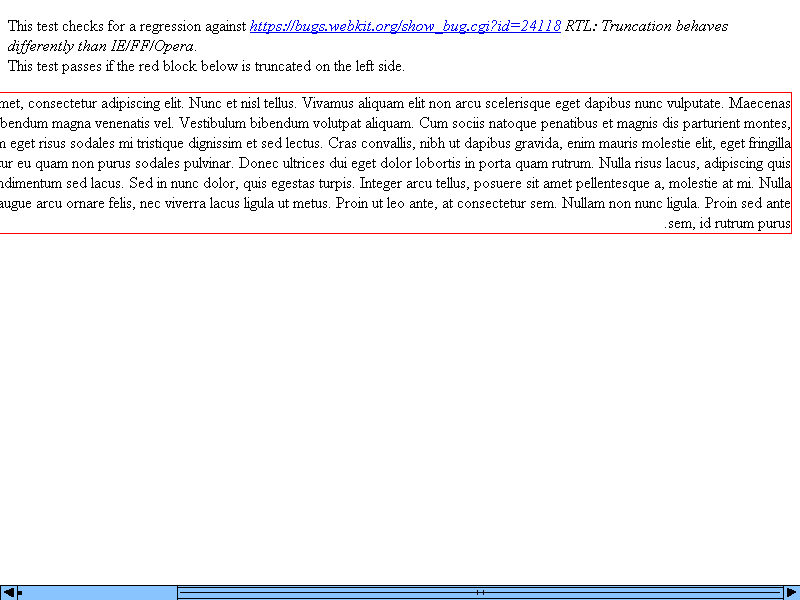 This test checks for a regression against https://bugs.webkit.org/show_bug.cgi?id=24118 RTL: Truncation behaves
differently than IE/FF/Opera.
This test passes if the red block below is truncated on the left side.
met, consectetur adipiscing elit. Nunc et nisl tellus. Vivamus aliquam elit non arcu scelerisque eget dapibus nunc vulputate. Maecenas
bendum magna venenatis vel. Vestibulum bibendum volutpat aliquam. Cum sociis natoque penatibus et magnis dis parturient montes,
eget risus sodales mi tristique dignissim et sed lectus. Cras convallis, nibh ut dapibus gravida, enim mauris molestie elit, eget fringilla
ur eu quam non purus sodales pulvinar. Donec ultrices dui eget dolor lobortis in porta quam rutrum. Nulla risus lacus, adipiscing quis
ndimentum sed lacus. Sed in nunc dolor, quis egestas turpis. Integer arcu tellus, posuere sit amet pellentesque a, molestie at mi. Nulla
augue arcu ornare felis, nec viverra lacus ligula ut metus. Proin ut leo ante, at consectetur sem. Nullam non nunc ligula. Proin sed ante
.sem, id rutrum purus